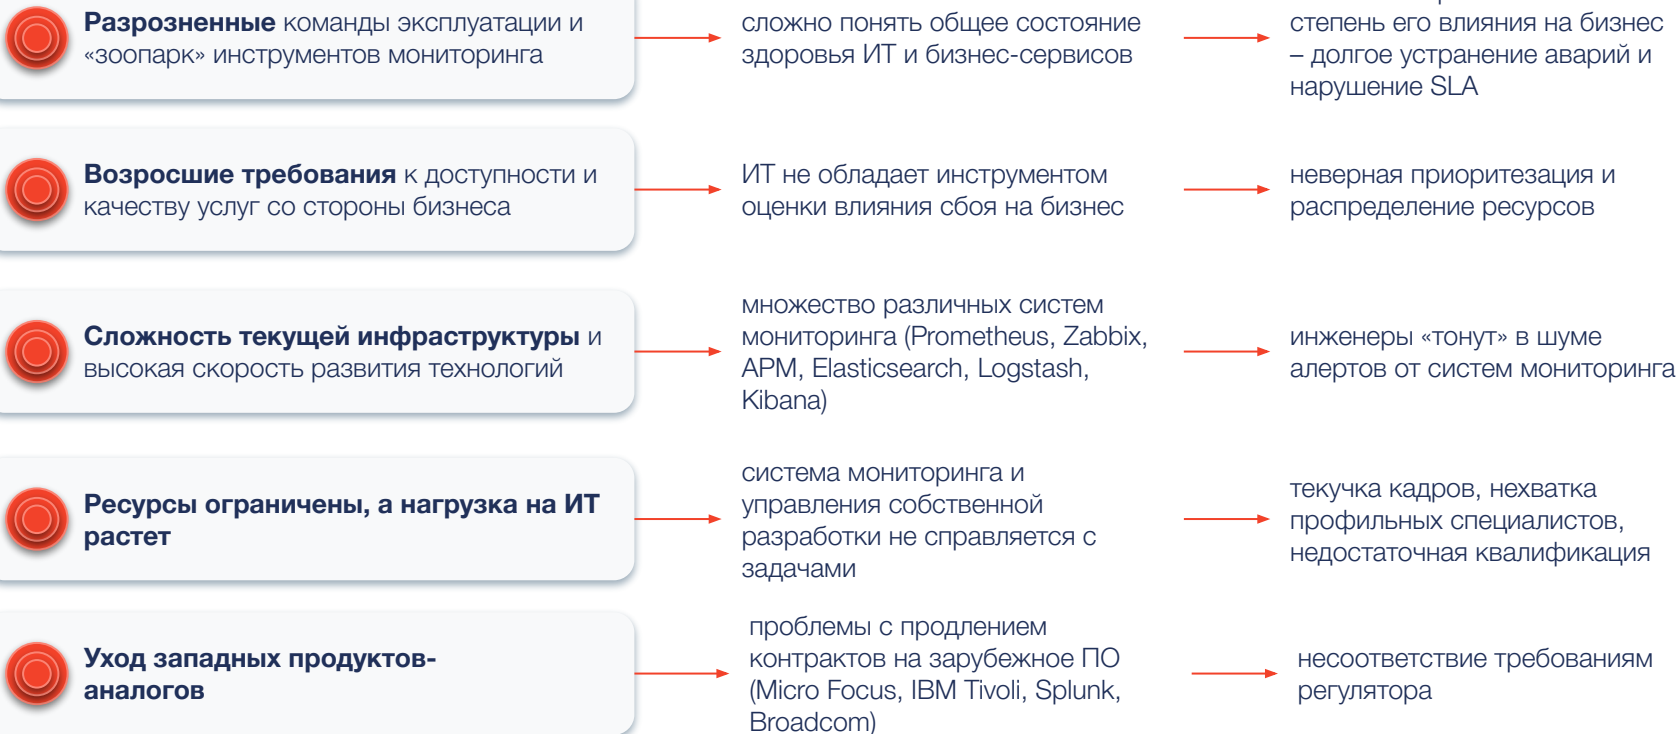 Разрозненные команды эксплуатации и
«зоопарк» инструментов мониторинга
сложно понять общее состояние
здоровья ИТ и бизнес-сервисов
степень его влияния на бизнес
– долгое устранение аварий и
нарушение SLA
Возросшие требования к доступности и
качеству услуг со стороны бизнеса
ИТ не обладает инструментом
оценки влияния сбоя на бизнес
неверная приоритезация и
распределение ресурсов
Сложность текущей инфраструктуры и
высокая скорость развития технологий
множество различных систем
мониторинга (Prometheus, Zabbix,
APM, Elasticsearch, Logstash,
Kibana)
инженеры «тонут» в шуме
алертов от систем мониторинга
Ресурсы ограничены, а нагрузка на ИТ
растет
система мониторинга и
управления собственной
разработки не справляется с
задачами
текучка кадров, нехватка
профильных специалистов,
недостаточная квалификация
Уход западных продуктов-
аналогов
проблемы с продлением
контрактов на зарубежное ПО
(Micro Focus, IBM Tivoli, Splunk,
Broadcom)
несоответствие требованиям
регулятора